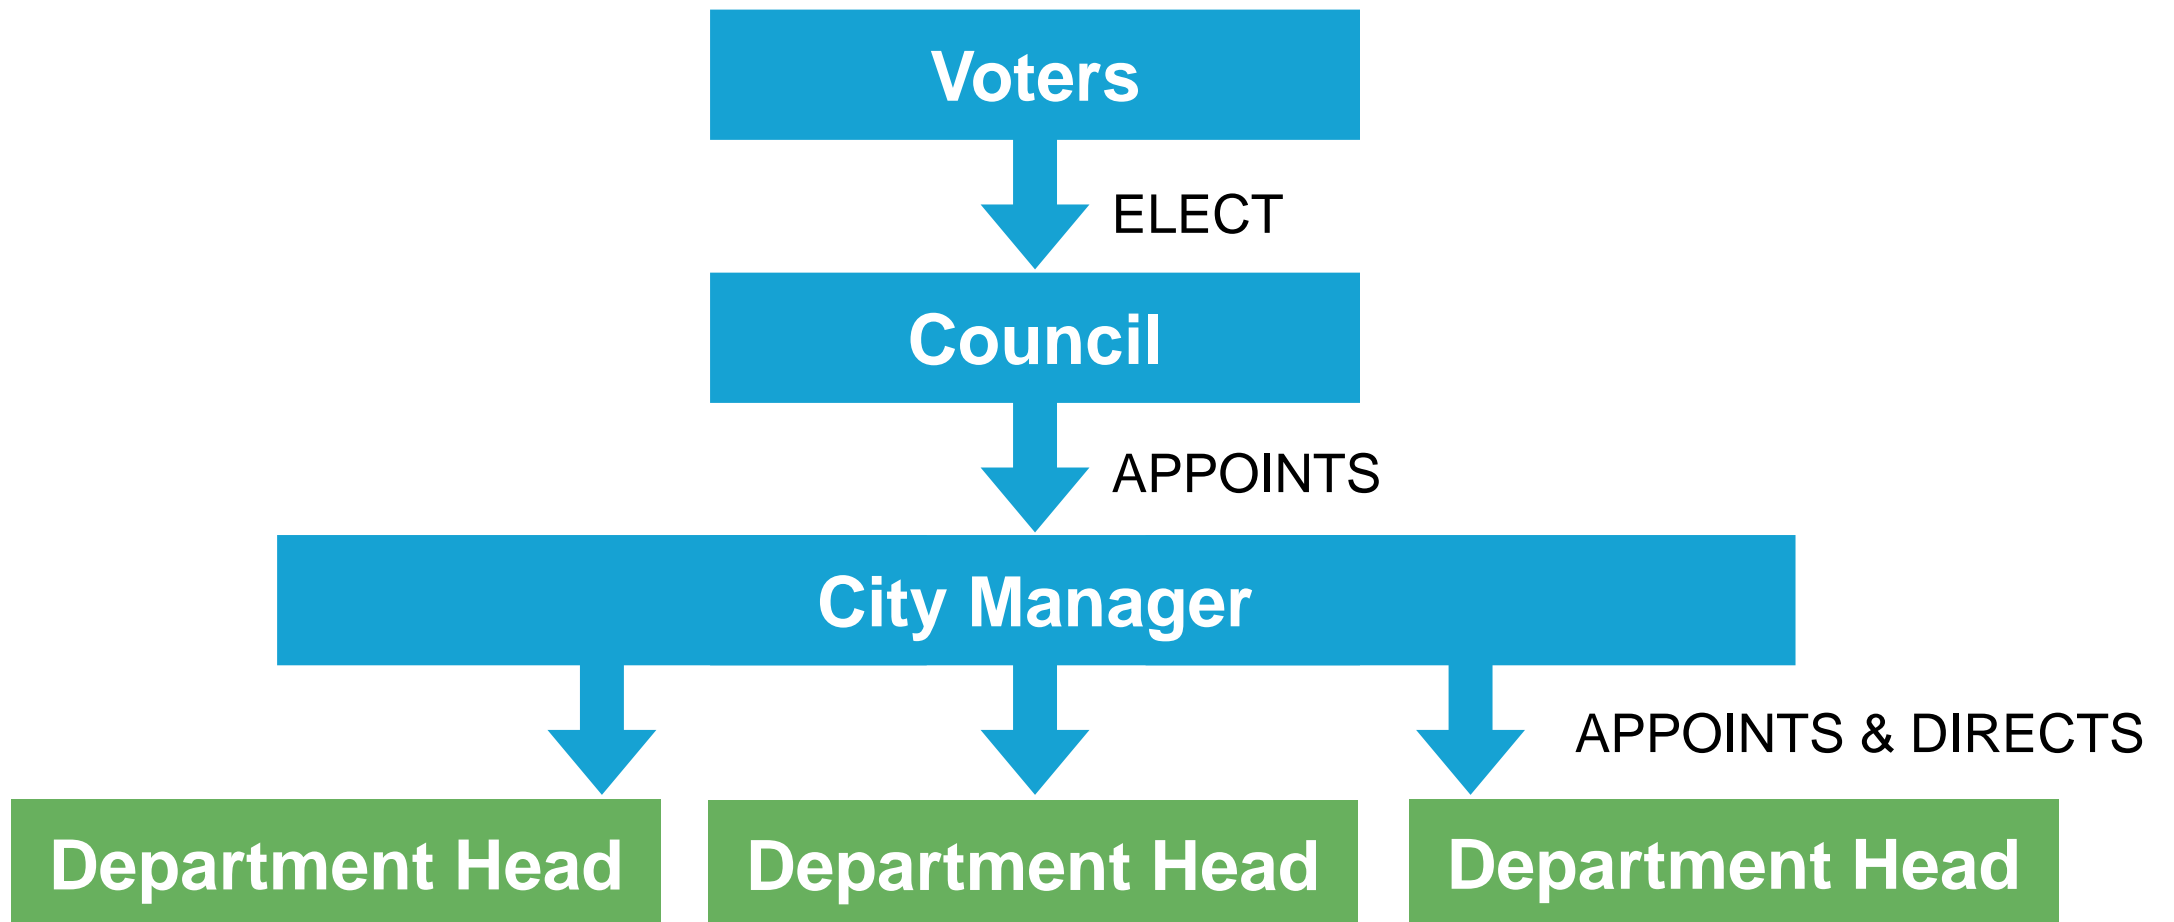 Voters
ELECT
Council
APPOINTS
City Manager
APPOINTS & DIRECTS
Department Head
Department Head
Department Head